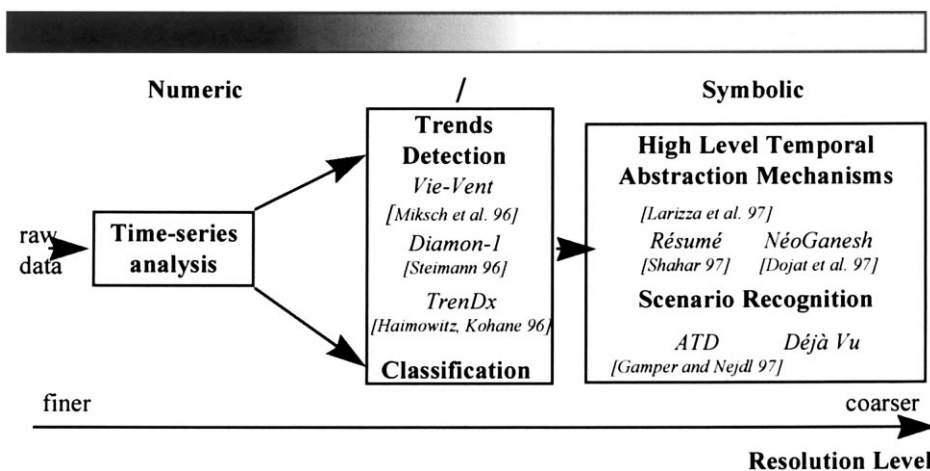 Numeric / Symbolic
raw
data
Time-series
analysis
Trends
Detection
Vie-Vent
[Miksch et al. 96]
Diamon-1
[Steimann 96]
TrenDx
[Haimowitz, Kohane 96]
Classification
High Level Temporal
Abstraction Mechanisms
[Larizza et al. 97]
Résumé NéoGanesh
[Shahar 97] [Dojat et al. 97]
Scenario Recognition
ATD Déjà Vu
[Gamper and Nejdl 97]
finer coarser
Resolution Level